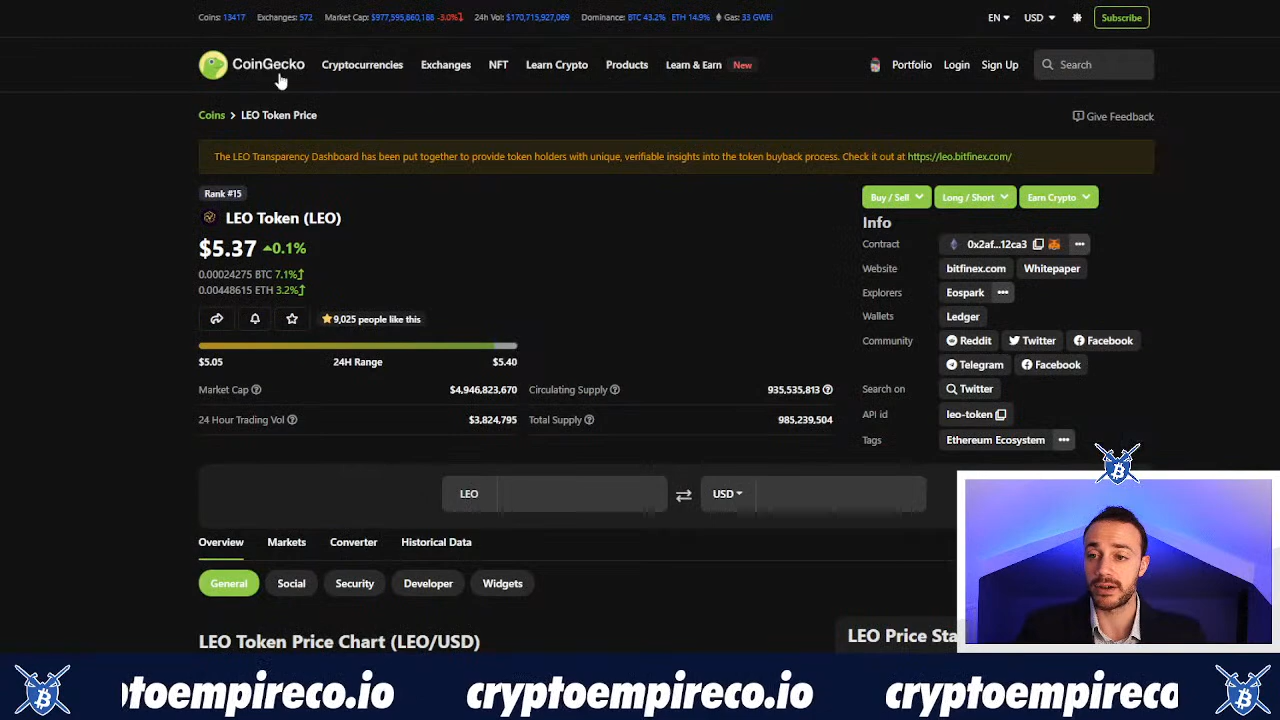 Coins: 13417 Exchanges: 572 Market Cap: $977,595,860,188 -3.0% 24h Vol: $170,715,927,069 Dominance: BTC 43.2% ETH 14.9% Gas: 33 GWEI
EN USD Subscribe
CoinGecko Cryptocurrencies Exchanges NFT Learn Crypto Products Learn & Earn New Portfolio Login Sign Up Search
Coins > LEO Token Price Give Feedback
The LEO Transparency Dashboard has been put together to provide token holders with unique, verifiable insights into the token buyback process. Check it out at https://leo.bitfinex.com/
Rank #15
LEO Token (LEO)
$5.37 0.1%
0.00024275 BTC 7.1%
0.00448615 ETH 3.2%
9,025 people like this
$5.05 24H Range $5.40
Market Cap $4,946,823,670 Circulating Supply 935,535,813
24 Hour Trading Vol $3,824,795 Total Supply 985,239,504
Buy / Sell Long / Short Earn Crypto
Info
Contract 0x2af...12ca3
Website bitfinex.com Whitepaper
Explorers Eospark
Wallets Ledger
Community Reddit Twitter Facebook
Telegram Facebook
Search on Twitter
API id leo-token
Tags Ethereum Ecosystem
LEO USD
Overview Markets Converter Historical Data
General Social Security Developer Widgets
LEO Token Price Chart (LEO/USD)
LEO Price Sta
ptoempireco.io cryptoempireco.io cryptoempireco